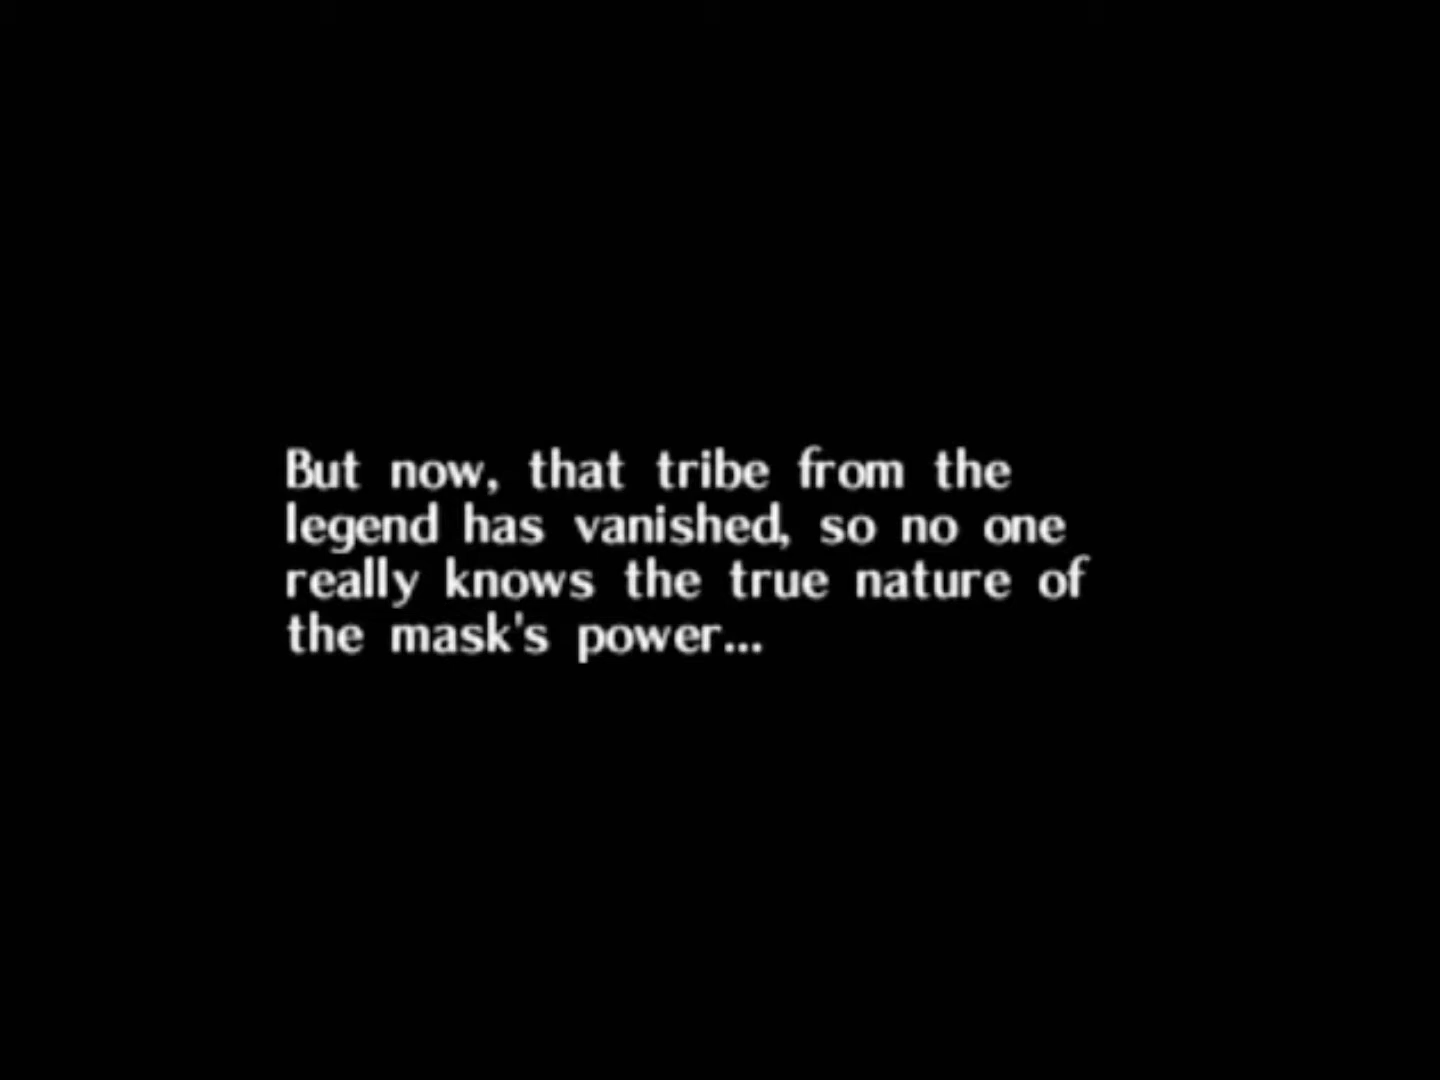 But now, that tribe from the
legend has vanished, so no one
really knows the true nature of
the mask's power...